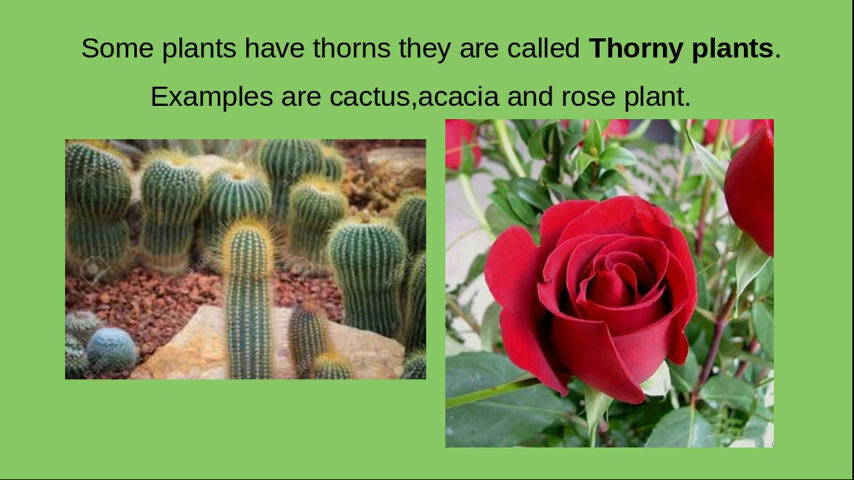 Some plants have thorns they are called Thorny plants.
Examples are cactus,acacia and rose plant.